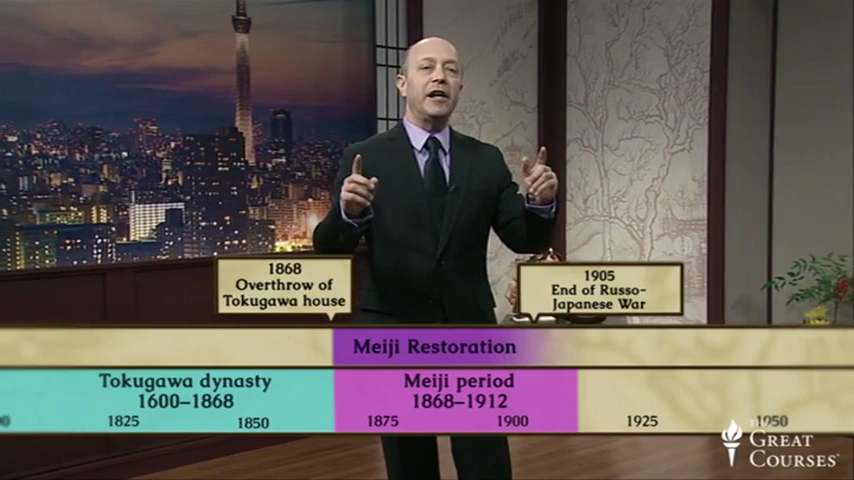 1868
Overthrow of
Tokugawa house
1905
End of Russo-
Japanese War
Meiji Restoration
Tokugawa dynasty
1600–1868
Meiji period
1868–1912
1825
1850
1875
1900
1925
1950
THE
GREAT
COURSES